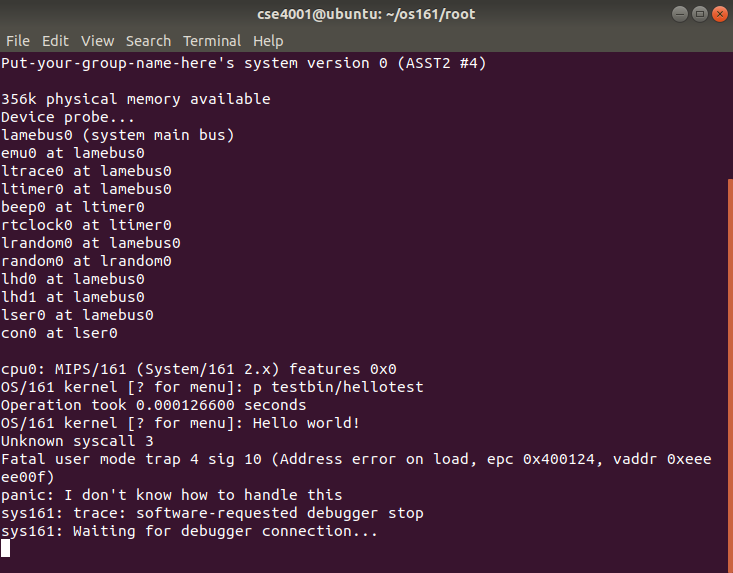 cse4001@ubuntu: ~/os161/root
File Edit View Search Terminal Help
Put-your-group-name-here's system version 0 (ASST2 #4)
356k physical memory available
Device probe...
lamebus0 (system main bus)
emu0 at lamebus0
ltrace0 at lamebus0
ltimer0 at lamebus0
beep0 at ltimer0
rtclock0 at ltimer0
lrandom0 at lamebus0
random0 at lrandom0
lhd0 at lamebus0
lhd1 at lamebus0
lser0 at lamebus0
con0 at lser0
cpu0: MIPS/161 (System/161 2.x) features 0x0
OS/161 kernel [? for menu]: p testbin/hellotest
Operation took 0.000126600 seconds
OS/161 kernel [? for menu]: Hello world!
Unknown syscall 3
Fatal user mode trap 4 sig 10 (Address error on load, epc 0x400124, vaddr 0xeee
ee00f)
panic: I don't know how to handle this
sys161: trace: software-requested debugger stop
sys161: Waiting for debugger connection...